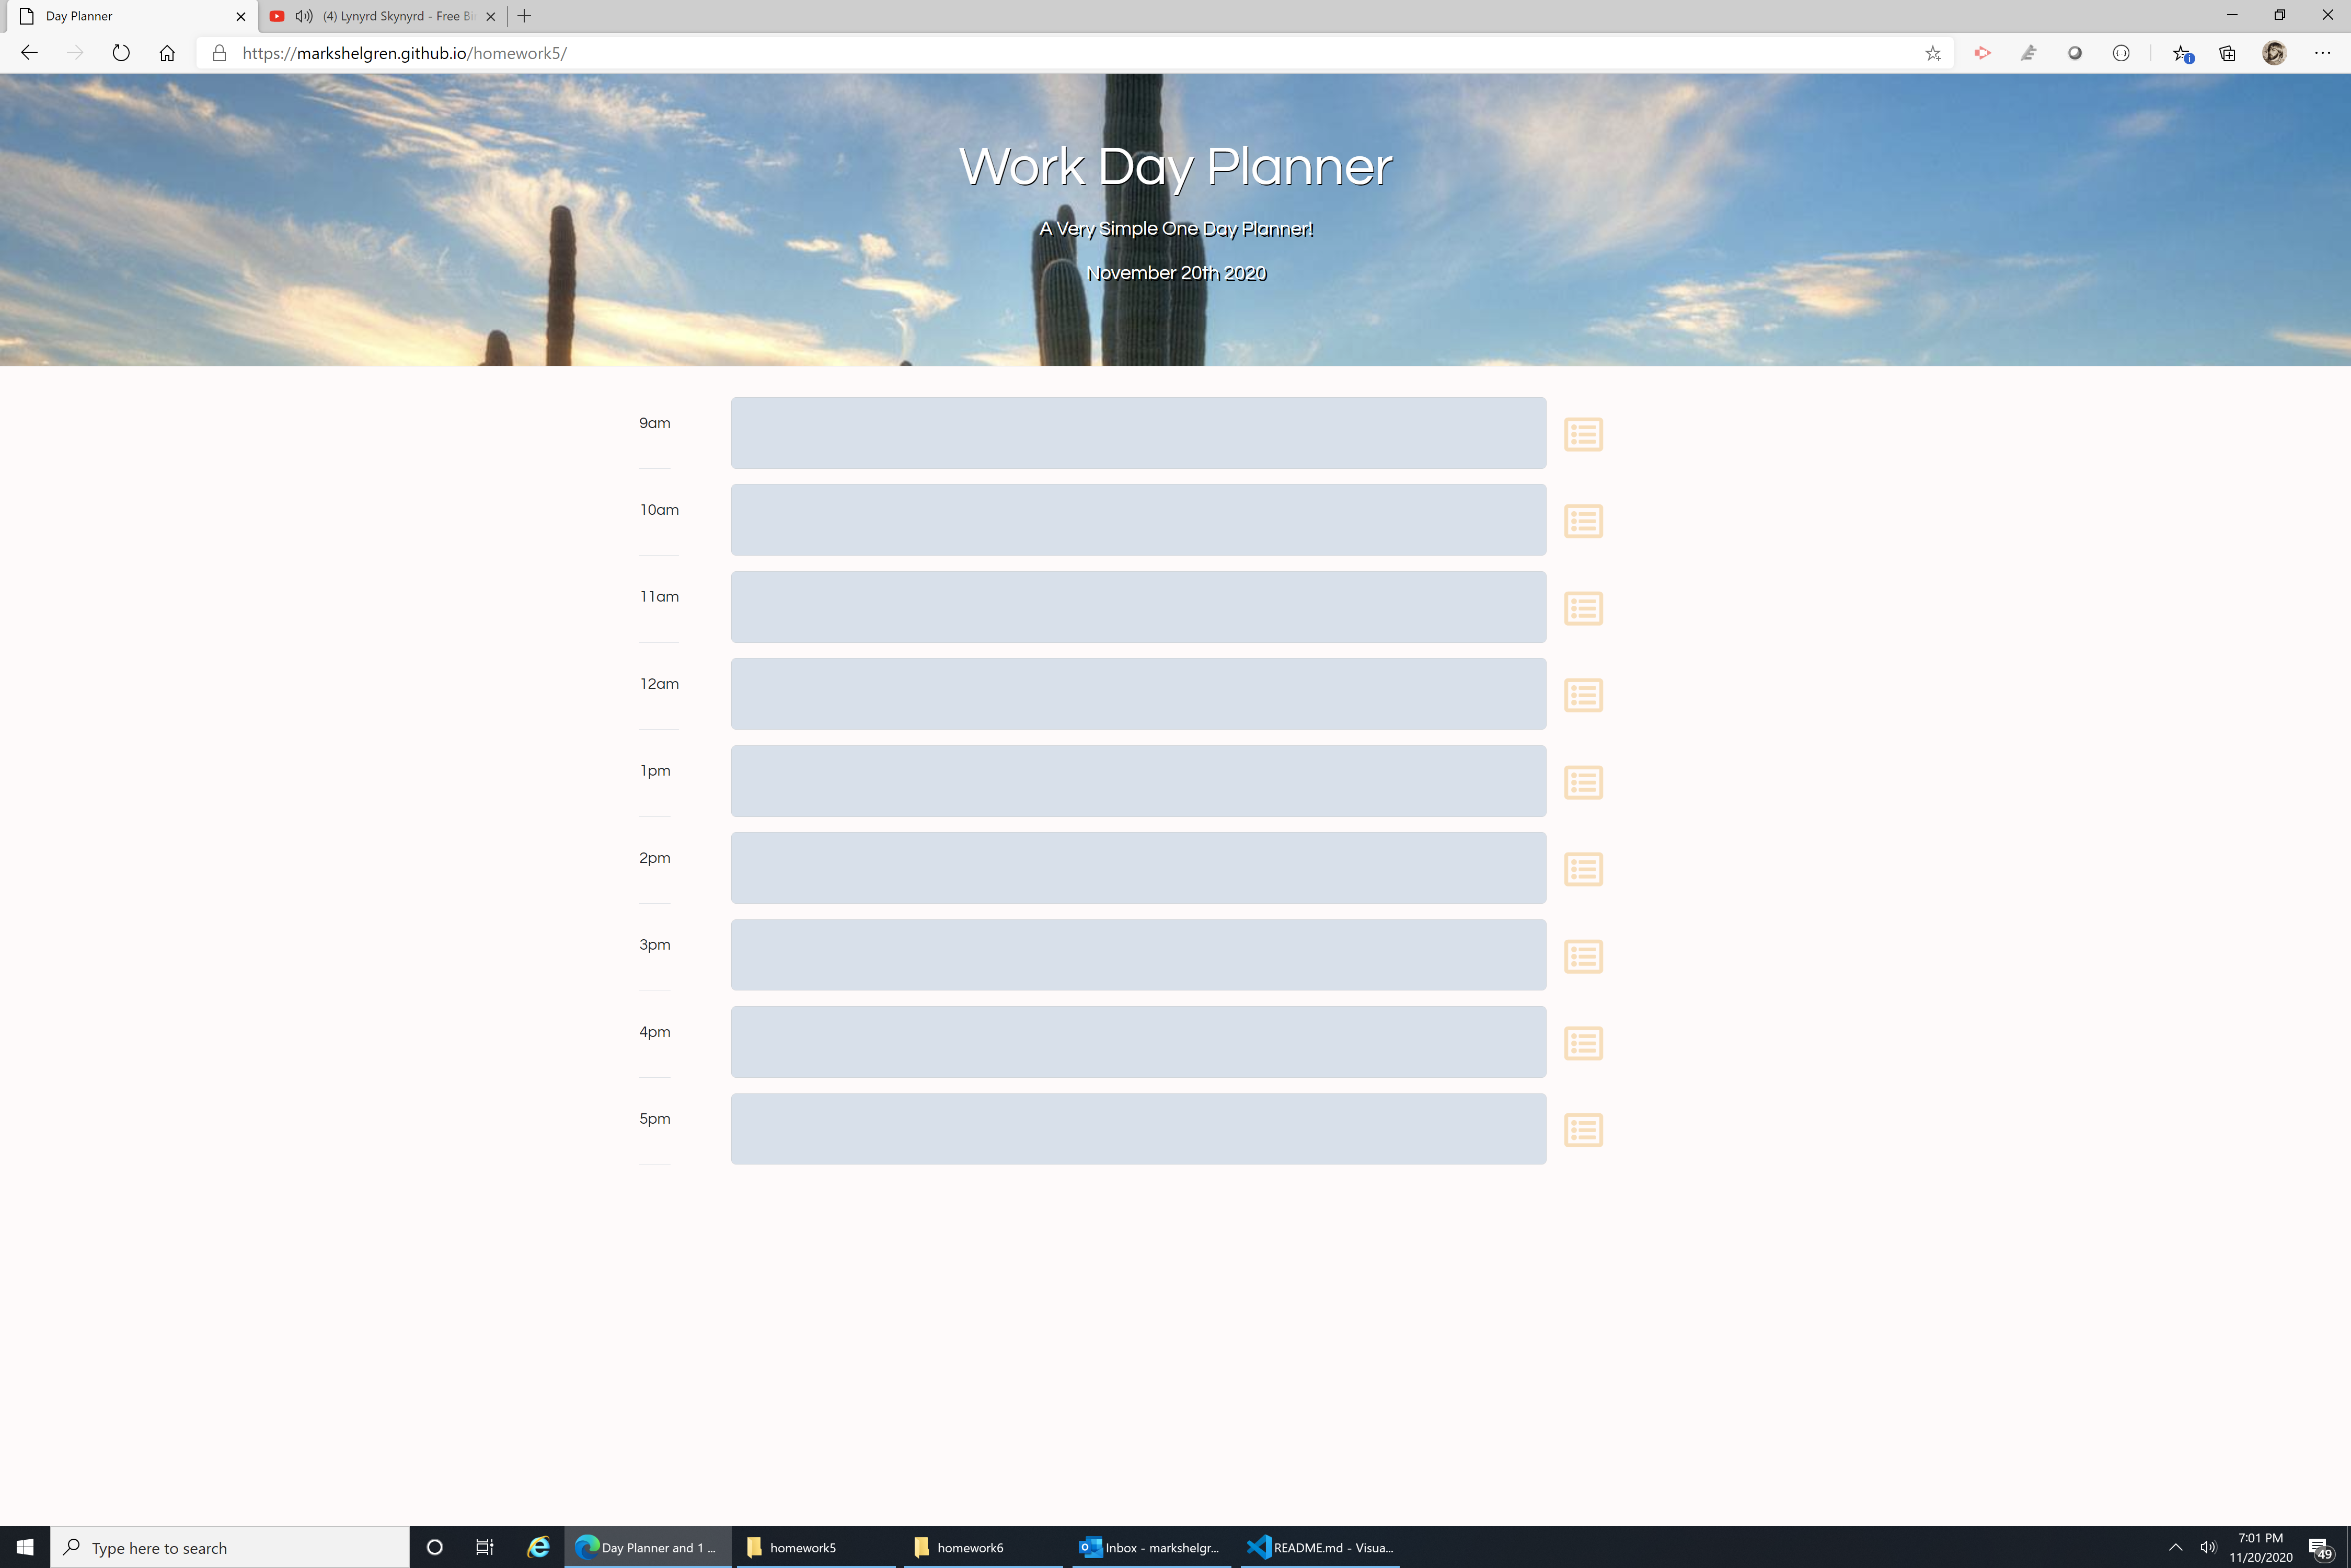 Day Planner
(4) Lynyrd Skynyrd - Free Bi
https://markshelgren.github.io/homework5/
Work Day Planner
A Very Simple One Day Planner!
November 20th 2020
9am
10am
11am
12am
1pm
2pm
3pm
4pm
5pm
Type here to search
Day Planner and 1 ...
homework5
homework6
Inbox - markshelgr...
README.md - Visua...
7:01 PM
11/20/2020
49